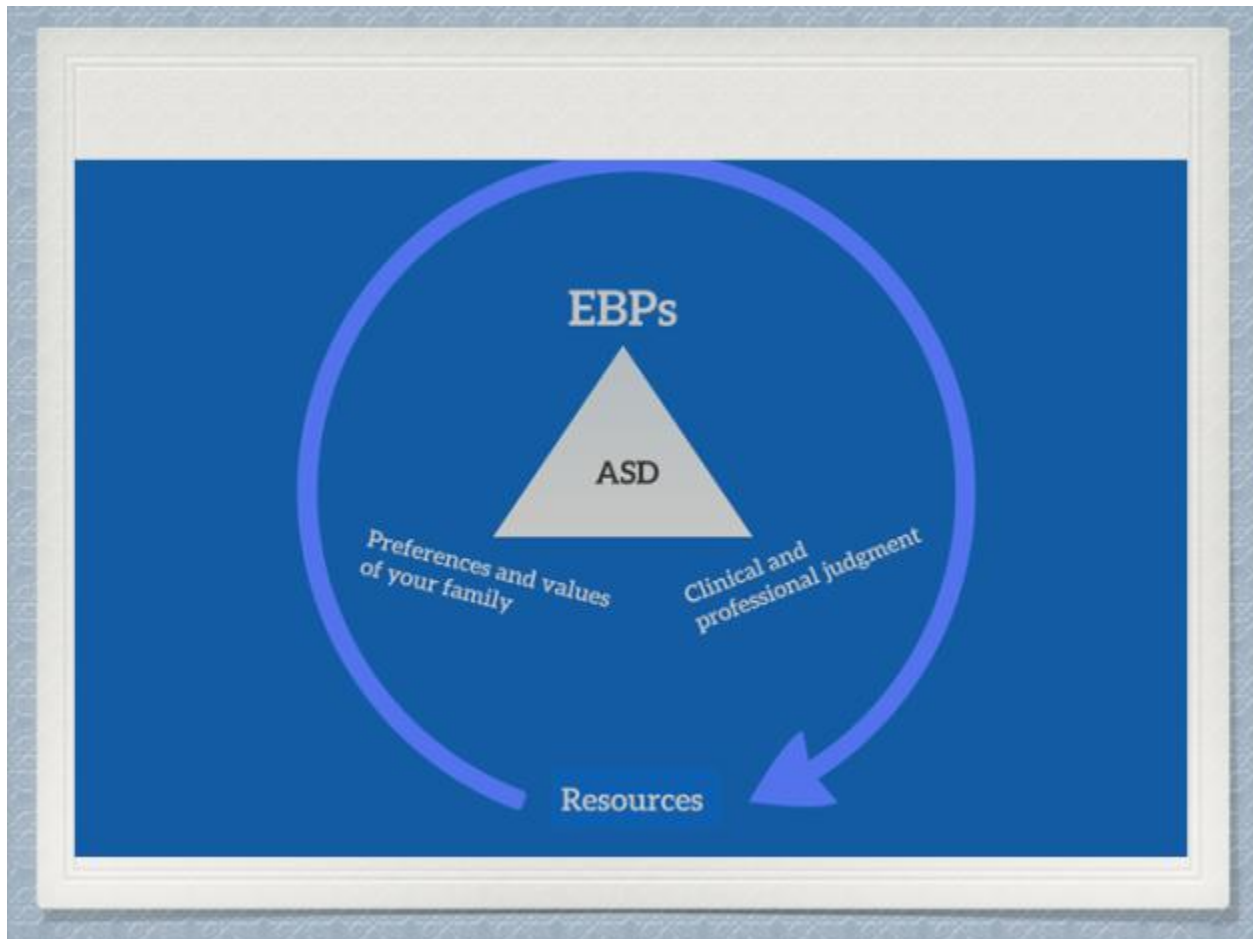 EBPs
ASD
Preferences and values
of your family
Clinical and
professional judgment
Resources